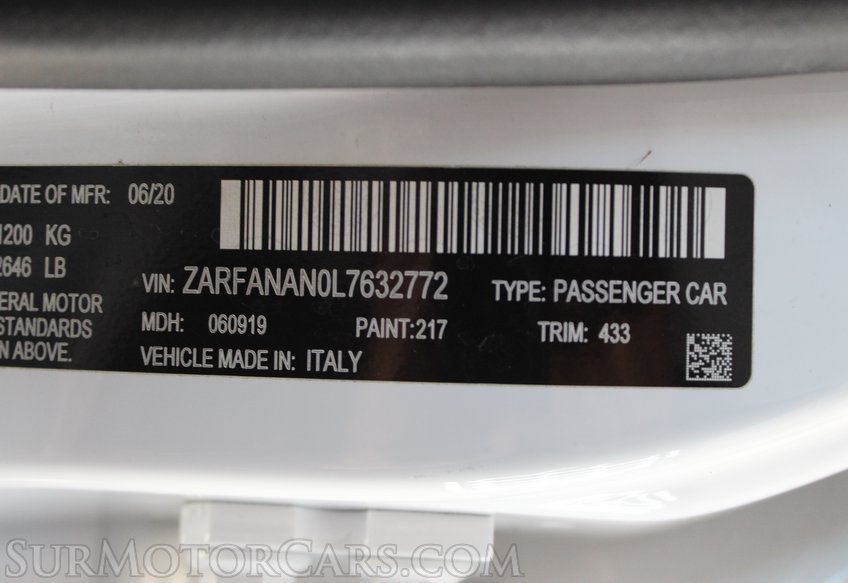 DATE OF MFR: 06/20
1200 KG
2646 LB
VIN: ZARFANAN0L7632772 TYPE: PASSENGER CAR
ERAL MOTOR
STANDARDS
N ABOVE.
MDH: 060919 PAINT:217 TRIM: 433
VEHICLE MADE IN: ITALY
SURMOTORCARS.COM